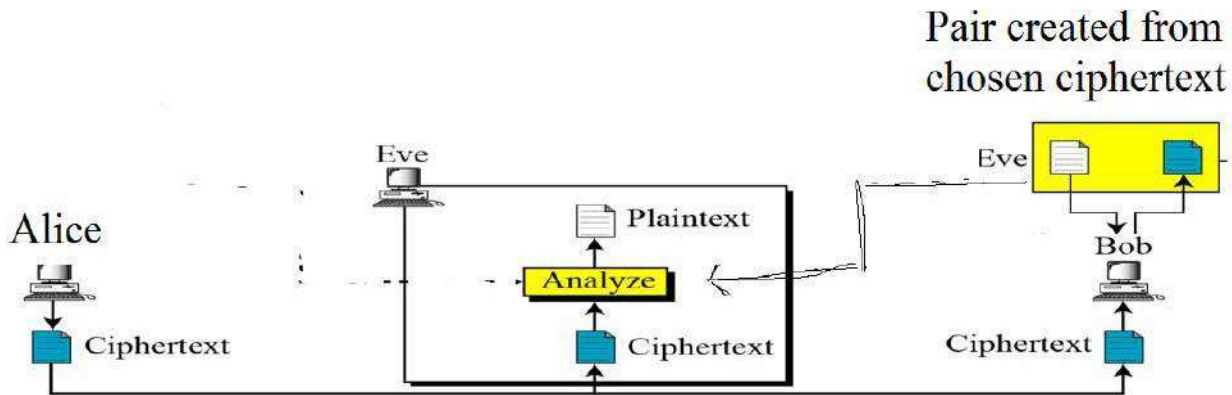 Pair created from
chosen ciphertext
Eve
Eve
Plaintext
Alice
Bob
Analyze
Ciphertext
Ciphertext
Ciphertext